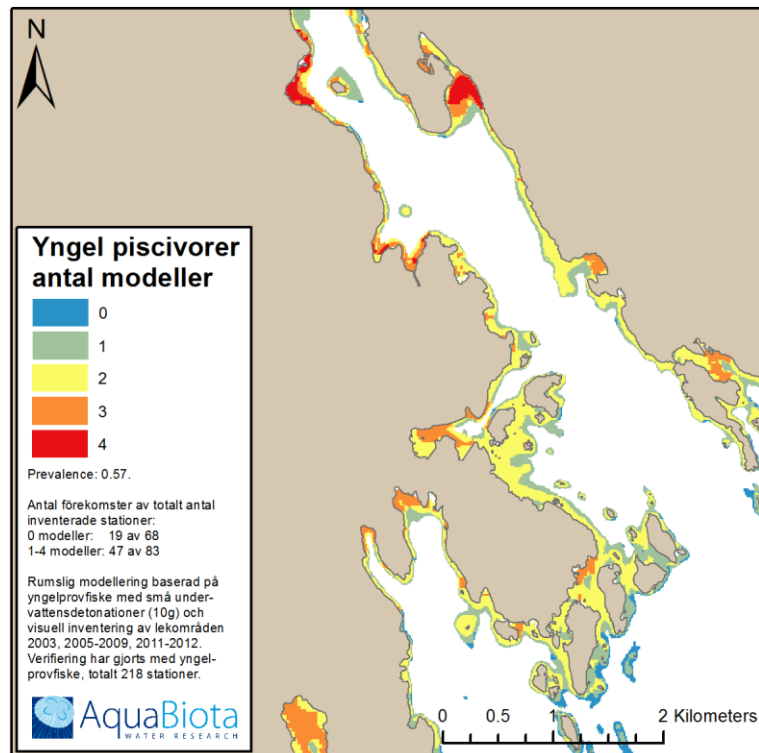 N
Yngel piscivorer
antal modeller
0
1
2
3
4
Prevalence: 0.57.
Antal förekomster av totalt antal
inventerade stationer:
0 modeller: 19 av 68
1-4 modeller: 47 av 83
Rumslig modellering baserad på
yngelprovfiske med små under-
vattensdetonationer (10g) och
visuell inventering av lekområden
2003, 2005-2009, 2011-2012.
Verifiering har gjorts med yngel-
provfiske, totalt 218 stationer.
AquaBiota
WATER RESEARCH
0 0.5 1 2 Kilometers